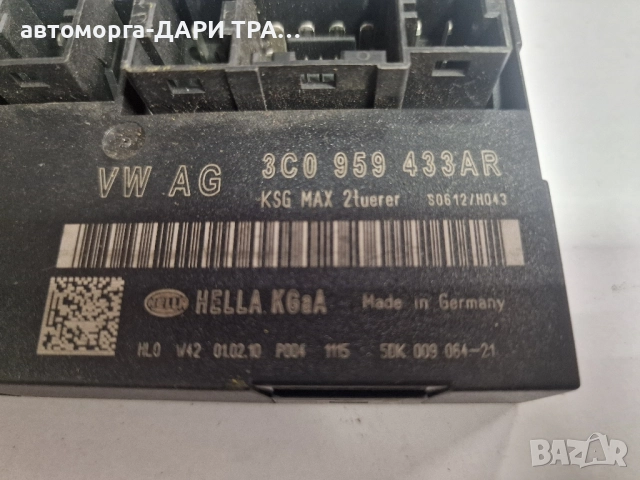 автоморга-ДАРИ ТРА...
VW AG 3C0 959 433AR
KSG MAX 2tuerer S0612/H043
HELLA HELLA KGaA Made in Germany
HLO W42 01.02.10 P004 1115 5DK 009 064-21
BAZAR